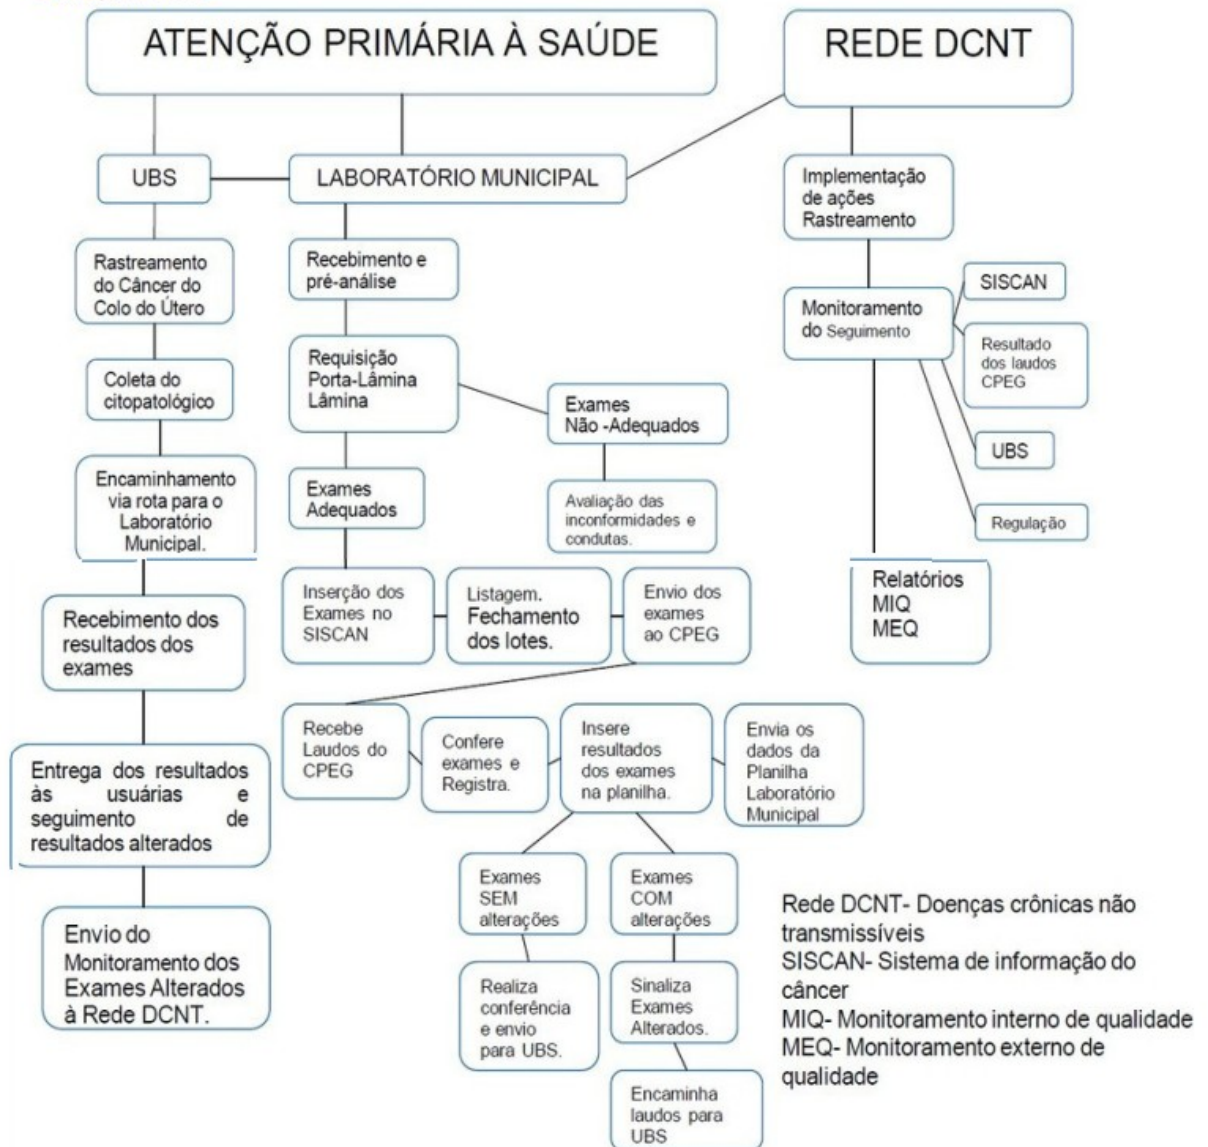 ATENÇÃO PRIMÁRIA À SAÚDE
REDE DCNT
UBS
LABORATÓRIO MUNICIPAL
Rastreamento
do Câncer do
Colo do Útero
Coleta do
citopatológico
Encaminhamento
via rota para o
Laboratório
Municipal.
Recebimento dos
resultados dos
exames
Entrega dos resultados
às usuárias e
seguimento de
resultados alterados
Envio do
Monitoramento dos
Exames Alterados
à Rede DCNT.
Recebimento e
pré-análise
Requisição
Porta-Lâmina
Lâmina
Exames
Não -Adequados
Avaliação das
inconformidades e
condutas.
Exames
Adequados
Inserção dos
Exames no
SISCAN
Listagem.
Fechamento
dos lotes.
Envio dos
exames
ao CPEG
Recebe
Laudos do
CPEG
Confere
exames e
Registra.
Insere
resultados
dos exames
na planilha.
Envia os
dados da
Planilha
Laboratório
Municipal
Exames
SEM
alterações
Realiza
conferência
e envio
para UBS.
Exames
COM
alterações
Sinaliza
Exames
Alterados.
Encaminha
laudos para
UBS
Implementação
de ações
Rastreamento
Monitoramento
do Seguimento
SISCAN
Resultado
dos laudos
CPEG
UBS
Regulação
Relatórios
MIQ
MEQ
Rede DCNT- Doenças crônicas não
transmissíveis
SISCAN- Sistema de informação do
câncer
MIQ- Monitoramento interno de qualidade
MEQ- Monitoramento externo de
qualidade